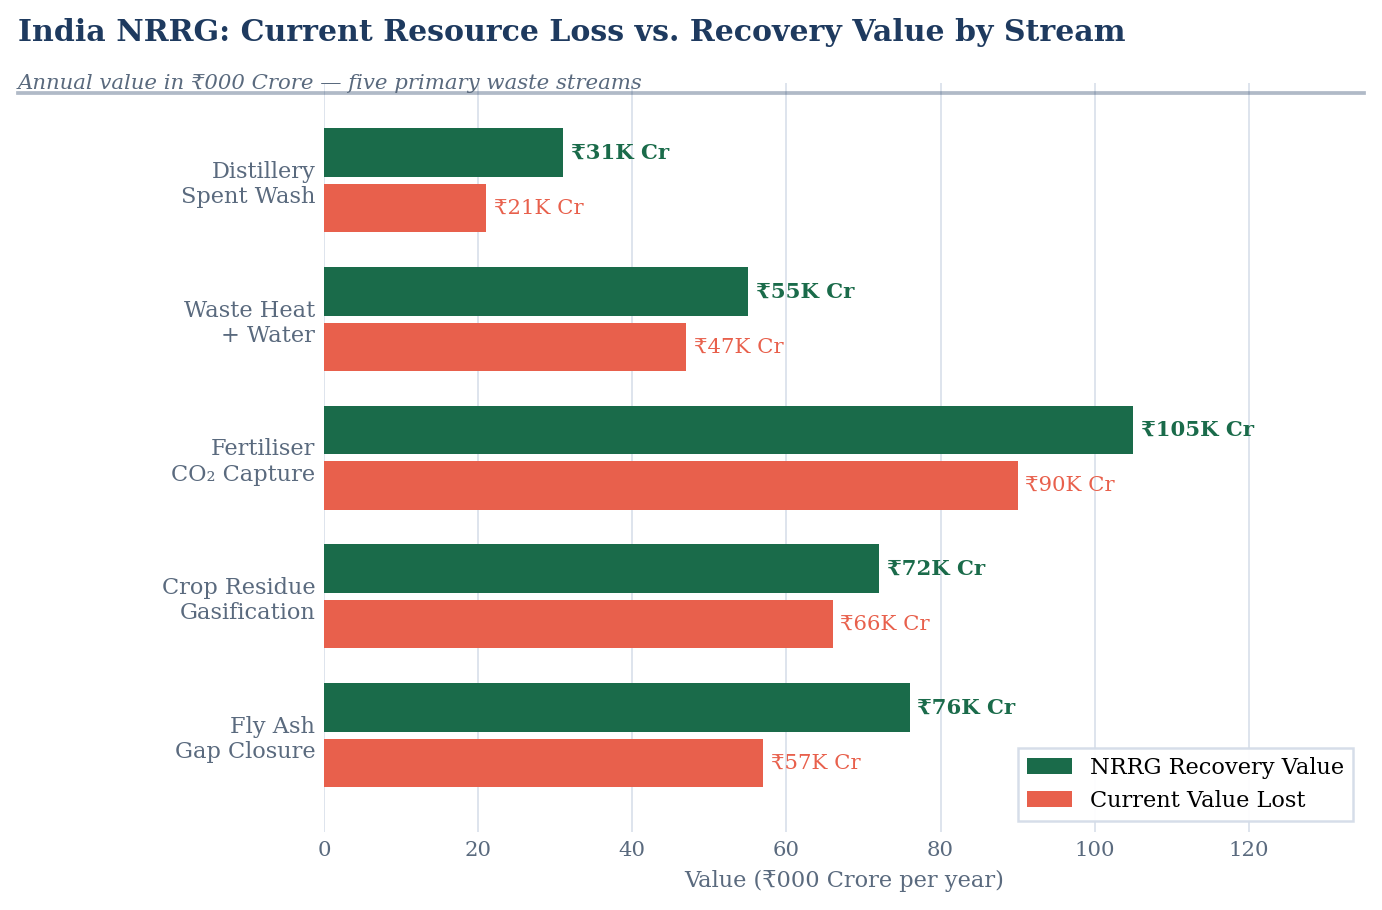 India NRRG: Current Resource Loss vs. Recovery Value by Stream
Annual value in ₹000 Crore — five primary waste streams
Distillery
Spent Wash
₹31K Cr
₹21K Cr
Waste Heat
+ Water
₹55K Cr
₹47K Cr
Fertiliser
CO₂ Capture
₹105K Cr
₹90K Cr
Crop Residue
Gasification
₹72K Cr
₹66K Cr
Fly Ash
Gap Closure
₹76K Cr
₹57K Cr
NRRG Recovery Value
Current Value Lost
0 20 40 60 80 100 120
Value (₹000 Crore per year)